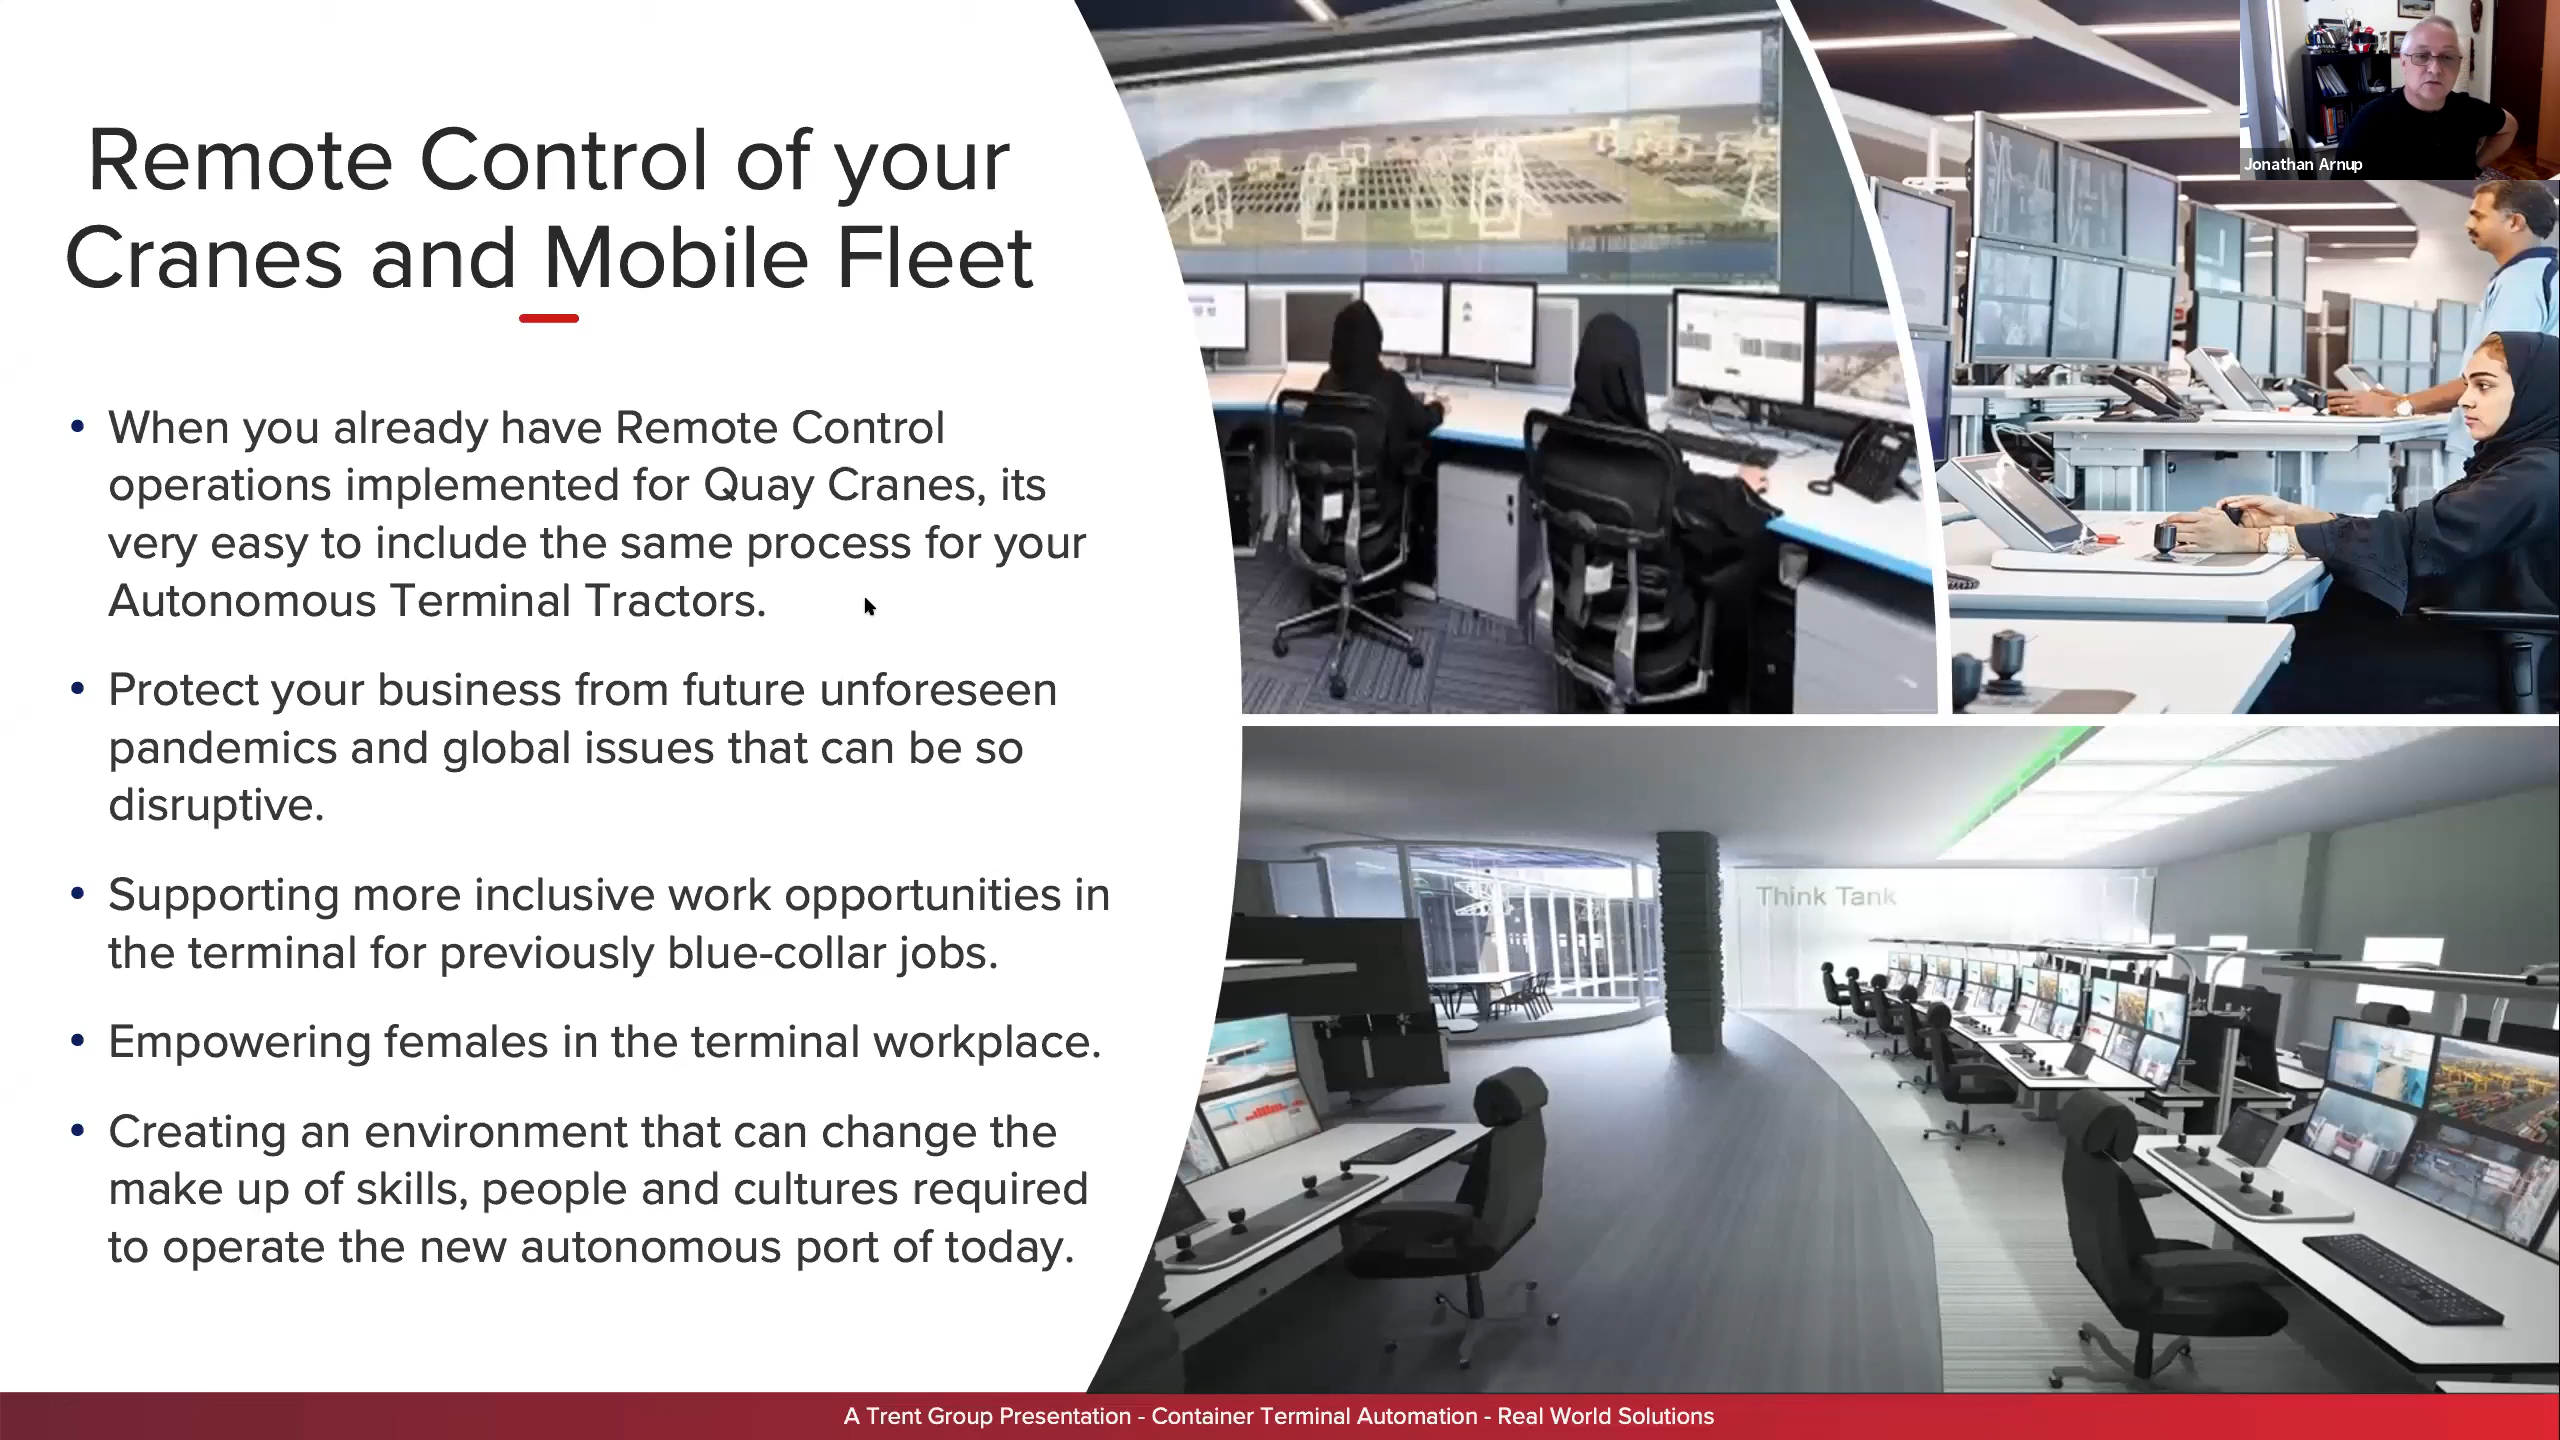 Remote Control of your
Cranes and Mobile Fleet
• When you already have Remote Control
operations implemented for Quay Cranes, its
very easy to include the same process for your
Autonomous Terminal Tractors.
• Protect your business from future unforeseen
pandemics and global issues that can be so
disruptive.
• Supporting more inclusive work opportunities in
the terminal for previously blue-collar jobs.
• Empowering females in the terminal workplace.
• Creating an environment that can change the
make up of skills, people and cultures required
to operate the new autonomous port of today.
Jonathan Arnup
Think Tank
A Trent Group Presentation - Container Terminal Automation - Real World Solutions